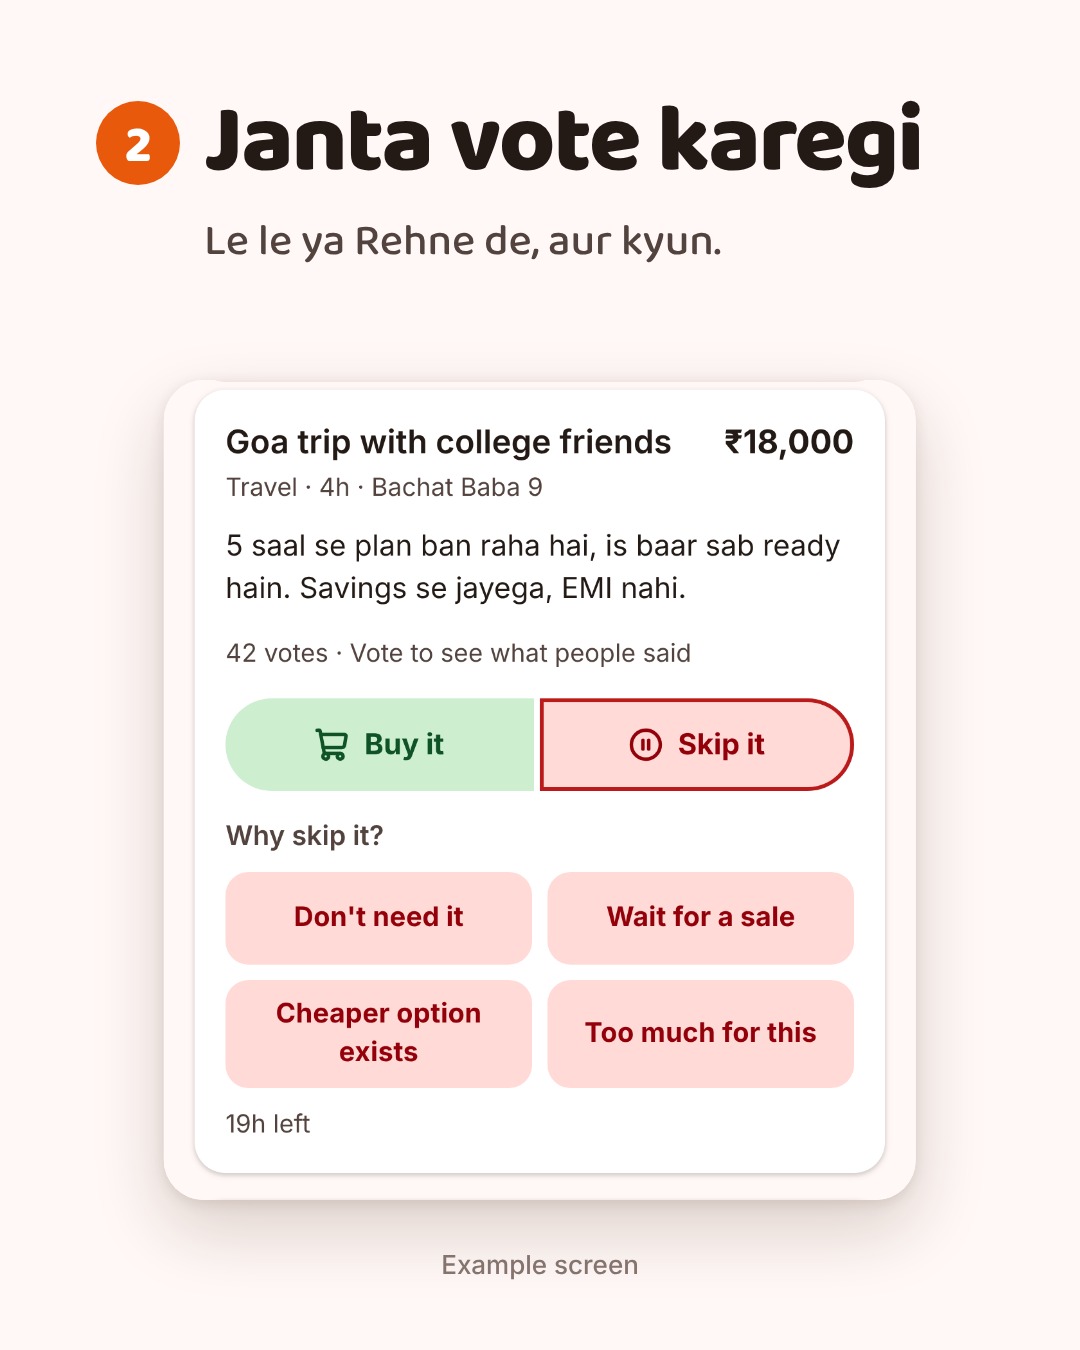 2 Janta vote karegi
Le le ya Rehne de, aur kyun.
Goa trip with college friends ₹18,000
Travel · 4h · Bachat Baba 9
5 saal se plan ban raha hai, is baar sab ready
hain. Savings se jayega, EMI nahi.
42 votes · Vote to see what people said
Buy it Skip it
Why skip it?
Don't need it Wait for a sale
Cheaper option
exists
Too much for this
19h left
Example screen